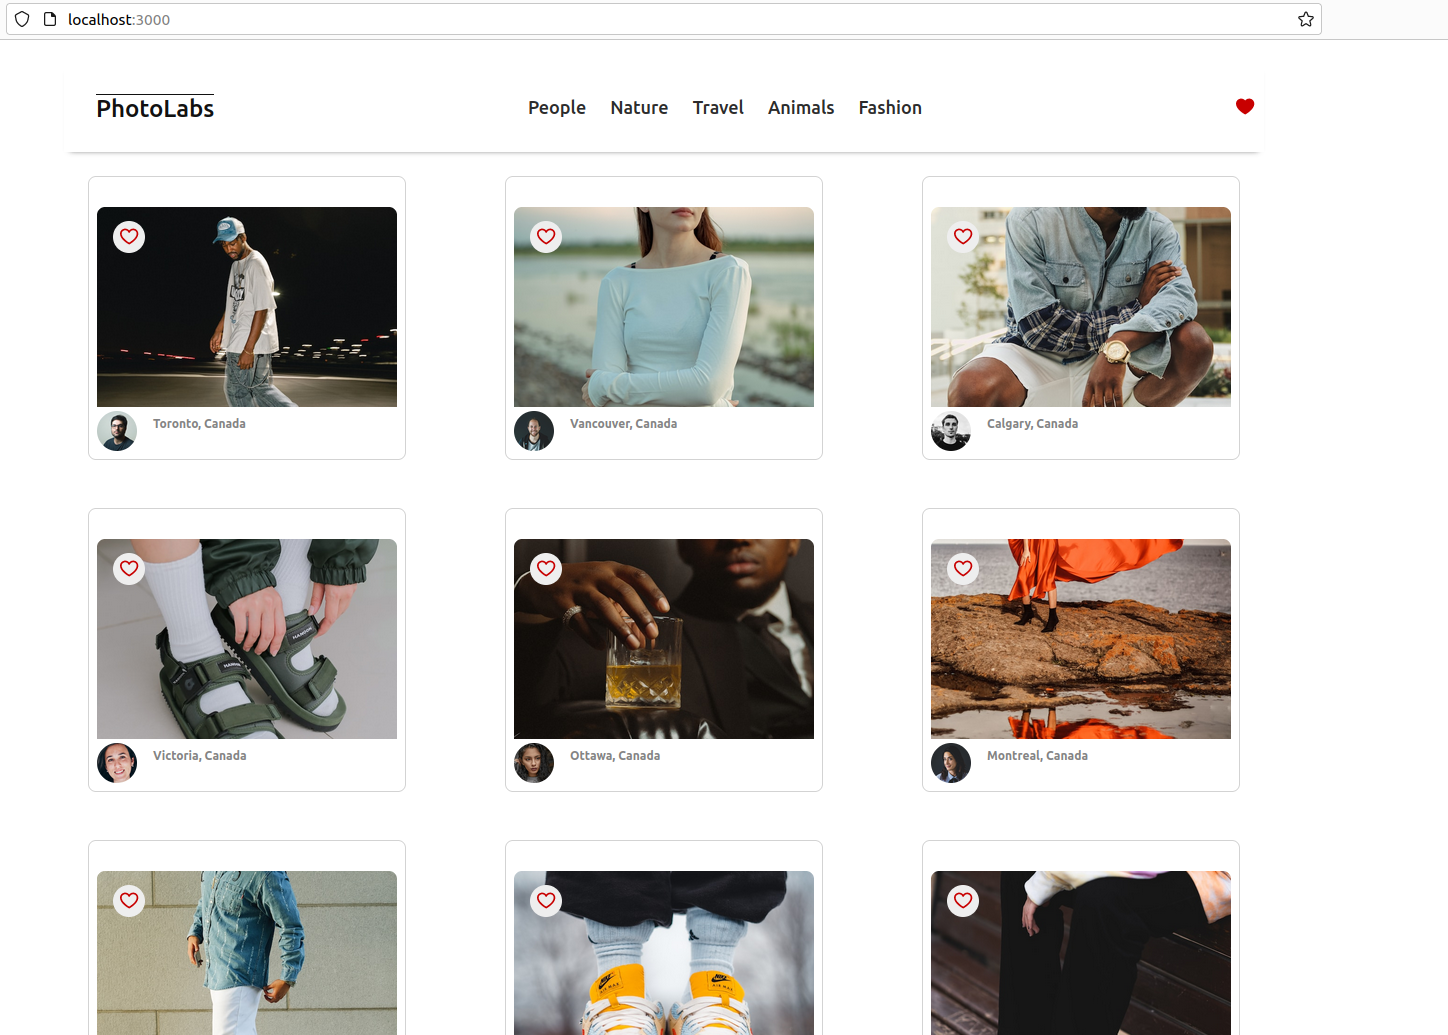 localhost:3000
PhotoLabs People Nature Travel Animals Fashion
Toronto, Canada Vancouver, Canada Calgary, Canada
Victoria, Canada Ottawa, Canada Montreal, Canada